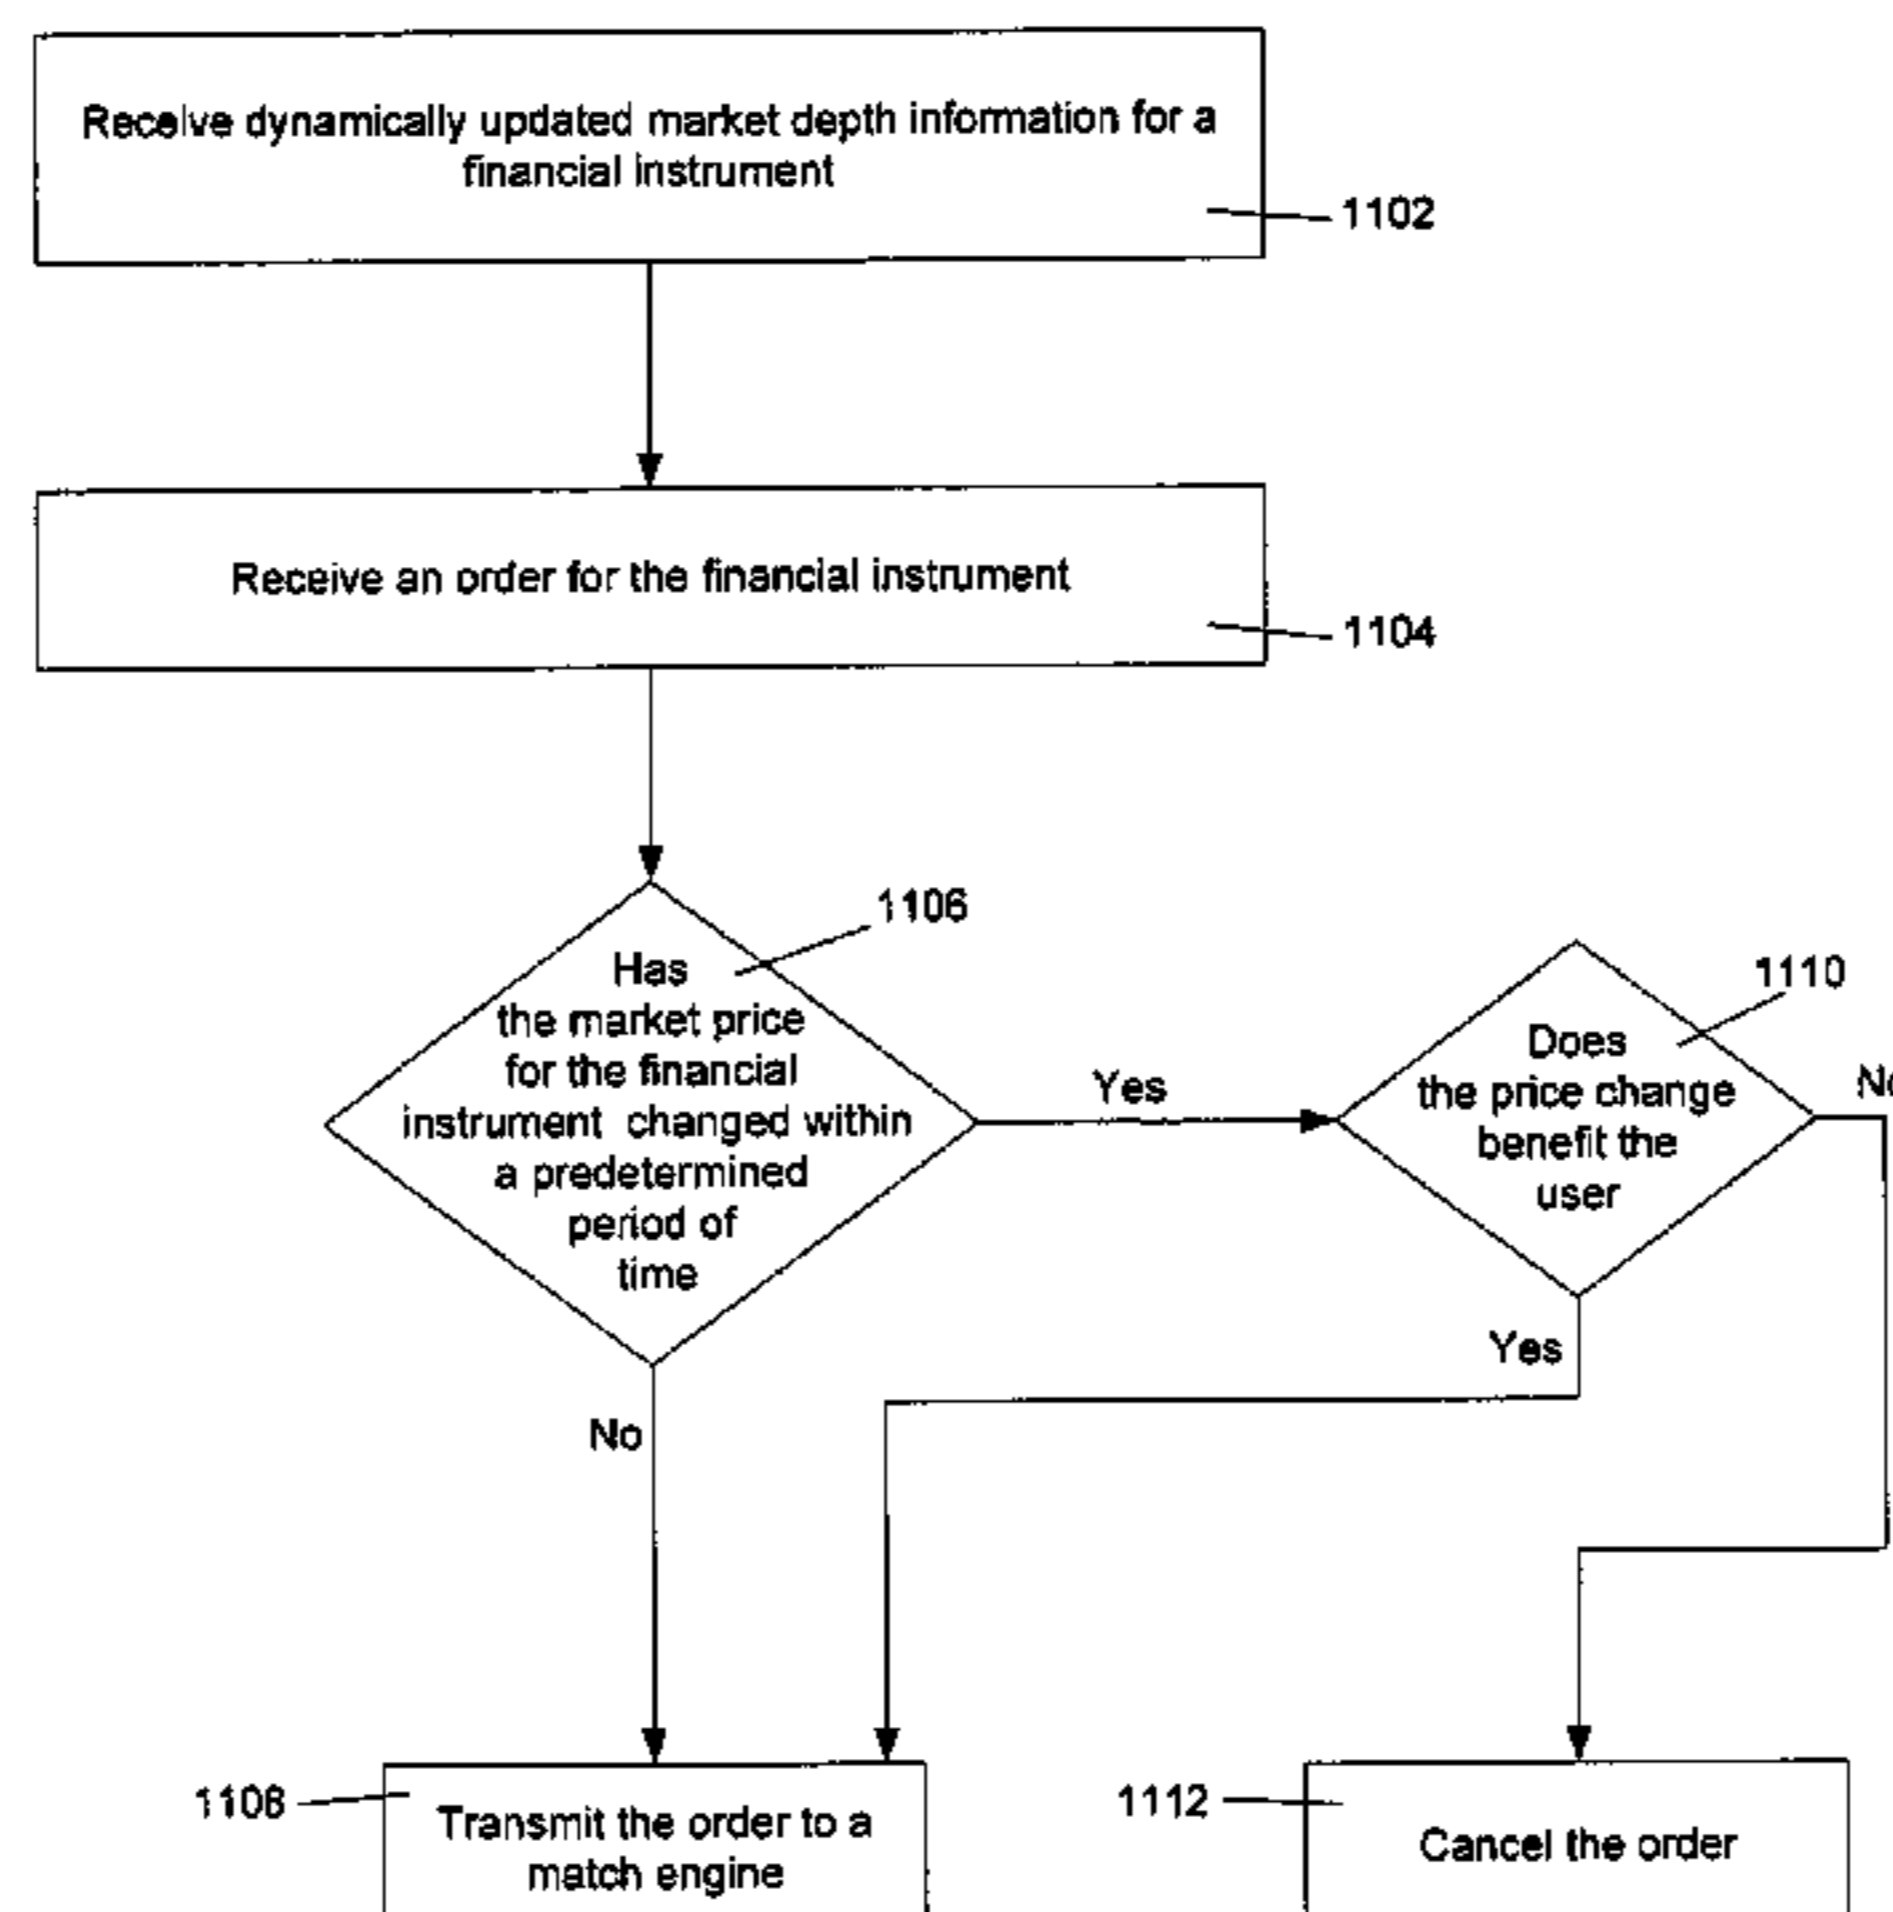 Receive dynamically updated market depth information for a
financial instrument
1102
Receive an order for the financial instrument
1104
1106
Has
the market price
for the financial
instrument changed within
a predetermined
period of
time
Yes
1110
Does
the price change
benefit the
user
No
Yes
No
1108
Transmit the order to a
match engine
1112
Cancel the order